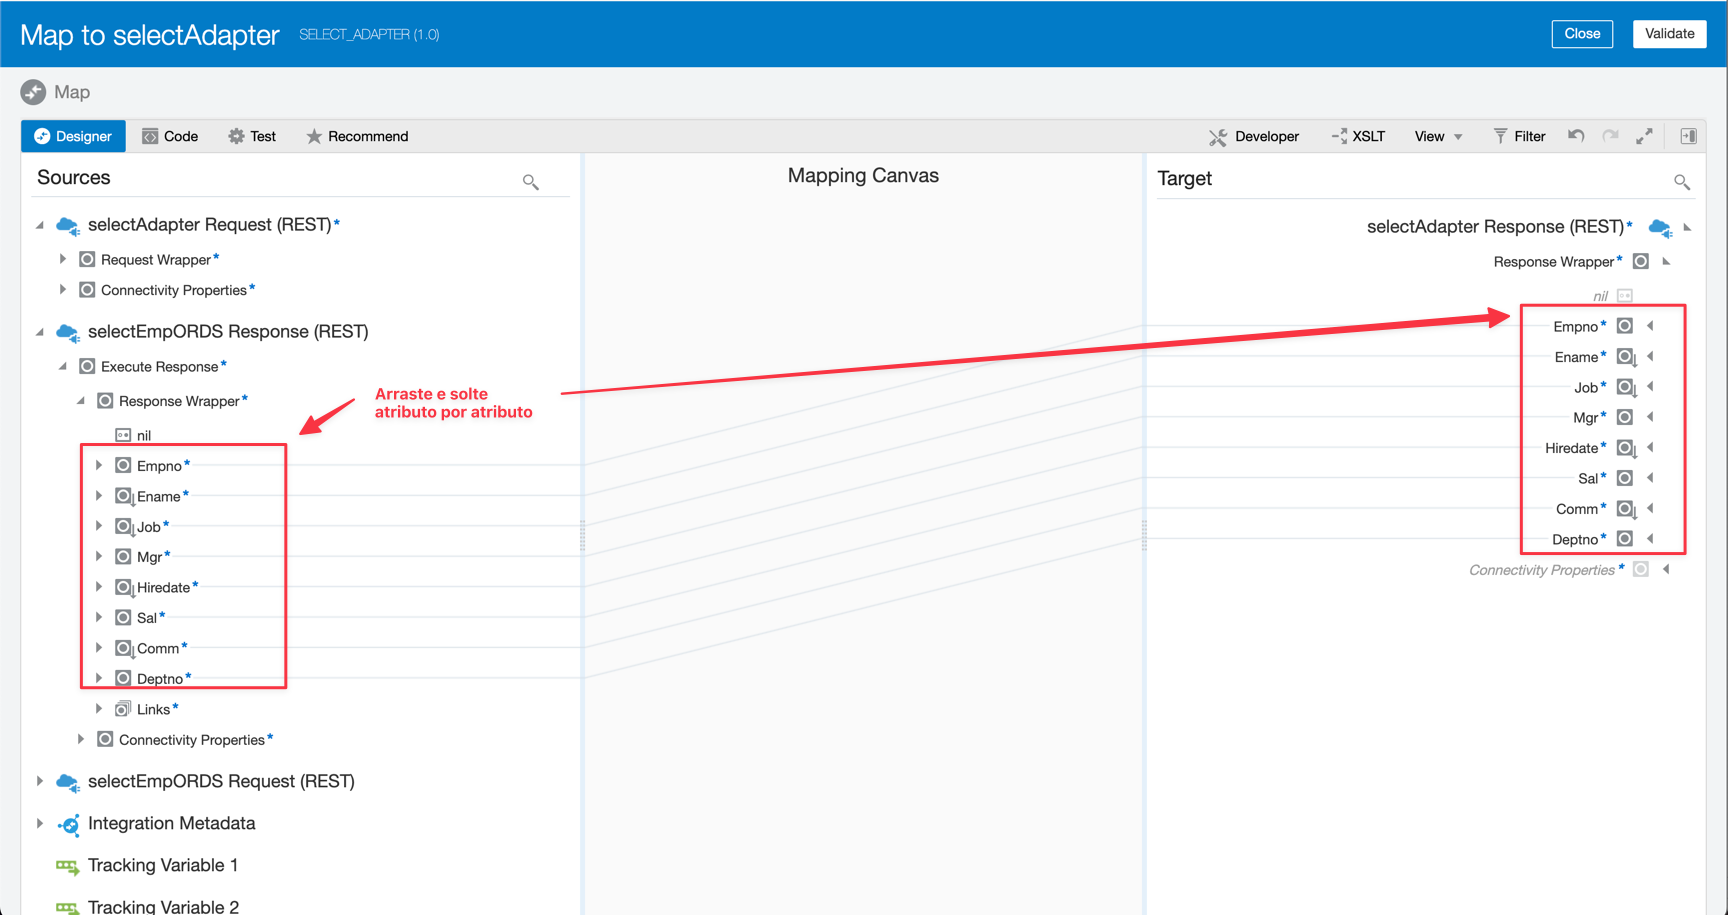 Map to selectAdapter SELECT_ADAPTER (1.0) Close Validate
Map
Designer Code Test Recommend Developer XSLT View Filter
Sources
Mapping Canvas
Target
selectAdapter Request (REST)*
Request Wrapper*
Connectivity Properties*
selectEmpORDS Response (REST)
Execute Response*
Response Wrapper*
nil
Empno*
Ename*
Job*
Mgr*
Hiredate*
Sal*
Comm*
Deptno*
Links*
Connectivity Properties*
selectEmpORDS Request (REST)
Integration Metadata
Tracking Variable 1
Tracking Variable 2
Arraste e solte
atributo por atributo
selectAdapter Response (REST)*
Response Wrapper*
nil
Empno*
Ename*
Job*
Mgr*
Hiredate*
Sal*
Comm*
Deptno*
Connectivity Properties*